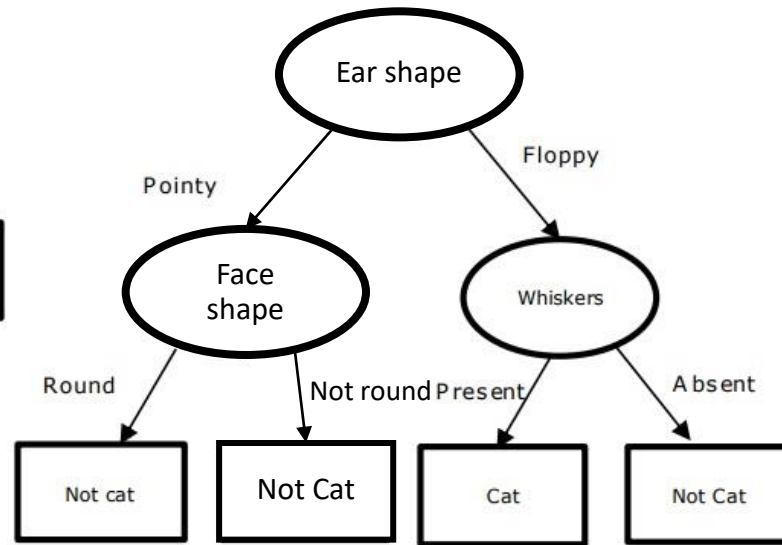 Ear shape
Pointy
Floppy
Face
shape
Whiskers
Round
Not round
Present
Absent
Not cat
Not Cat
Cat
Not Cat